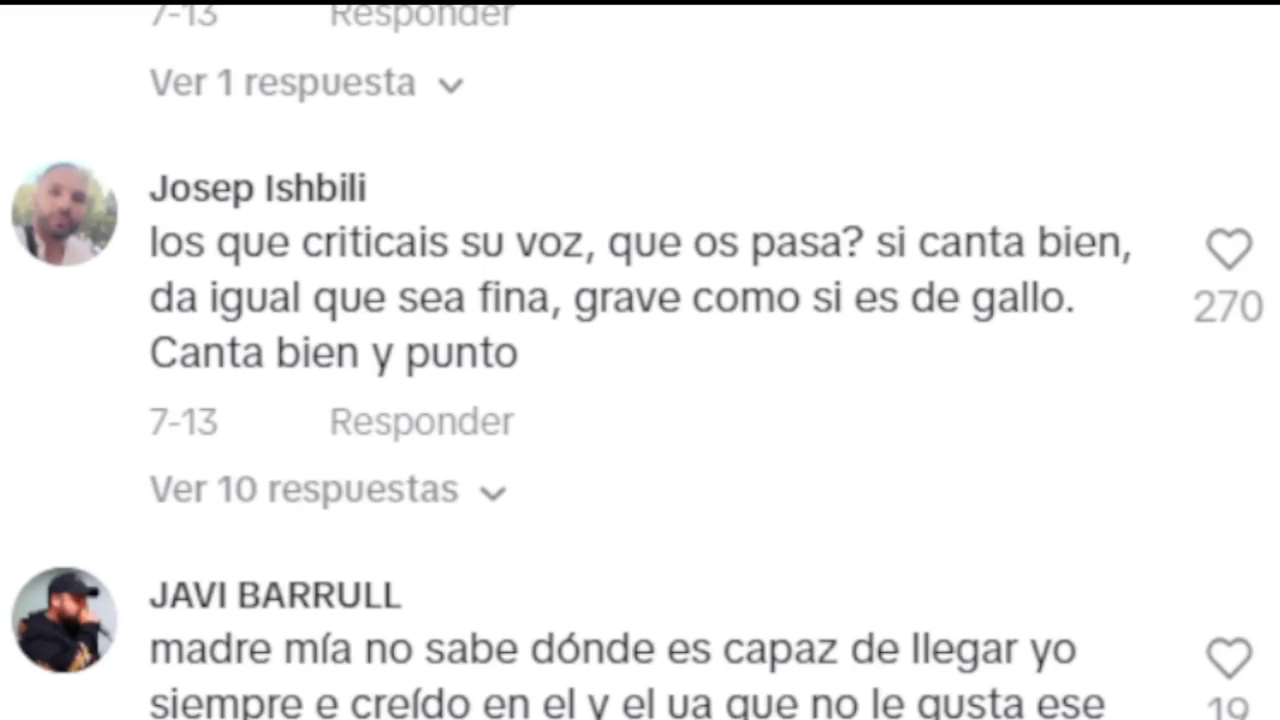 7-13 Responder
Ver 1 respuesta
Josep Ishbili
los que criticais su voz, que os pasa? si canta bien,
da igual que sea fina, grave como si es de gallo.
Canta bien y punto
270
7-13 Responder
Ver 10 respuestas
JAVI BARRULL
madre mía no sabe dónde es capaz de llegar yo
siempre e creído en el y el ua que no le gusta ese
19